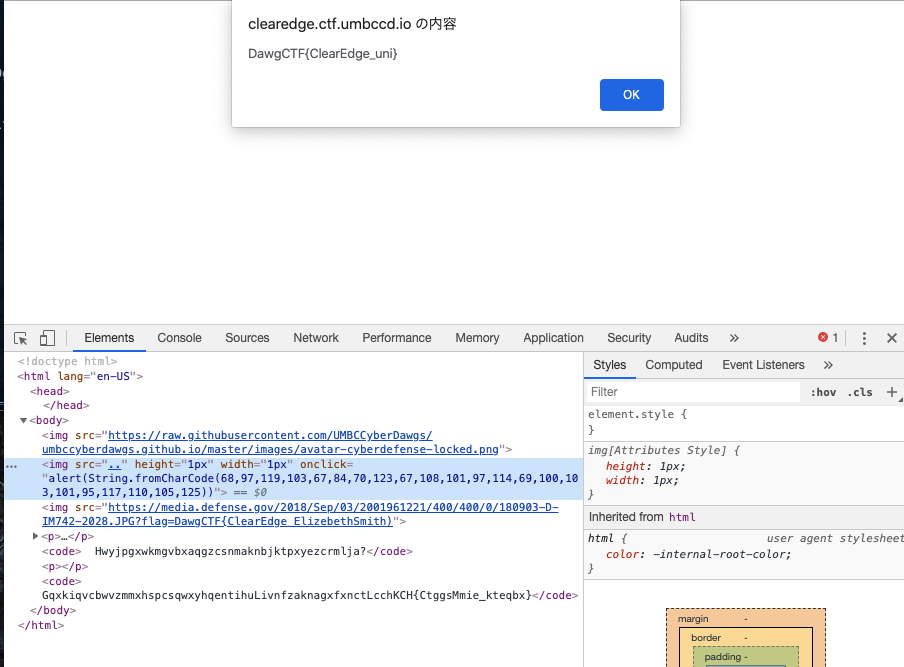 clearedge.ctf.umbccd.io の内容
DawgCTF{ClearEdge_uni}
OK
Elements Console Sources Network Performance Memory Application Security Audits » 1
<!doctype html>
<html lang="en-US">
<head>
</head>
<body>
<img src="https://raw.githubusercontent.com/UMBCCyberDawgs/
umbccyberdawgs.github.io/master/images/avatar-cyberdefense-locked.png">
<img src=".." height="1px" width="1px" onclick=
"alert(String.fromCharCode(68,97,119,103,67,84,70,123,67,108,101,97,114,69,100,10
3,101,95,117,110,105,125))"> == $0
<img src="https://media.defense.gov/2018/Sep/03/2001961221/400/400/0/180903-D-
IM742-2028.JPG?flag=DawgCTF{ClearEdge_ElizebethSmith)">
<p>…</p>
<code> Hwyjpgxwkmgvbxaqgzcsnmaknbjktpxyezcrmlja?</code>
<p></p>
<code>
GqxkiqvcbwvzmmxhspcsqwxyhqentihuLivnfzaknagxfxnctLcchKCH{CtggsMmie_kteqbx}</code>
</body>
</html>
Styles Computed Event Listeners »
Filter :hov .cls +
element.style {
}
img[Attributes Style] {
height: 1px;
width: 1px;
}
Inherited from html
html { user agent stylesheet
color: -internal-root-color;
}
margin -
border -
padding -